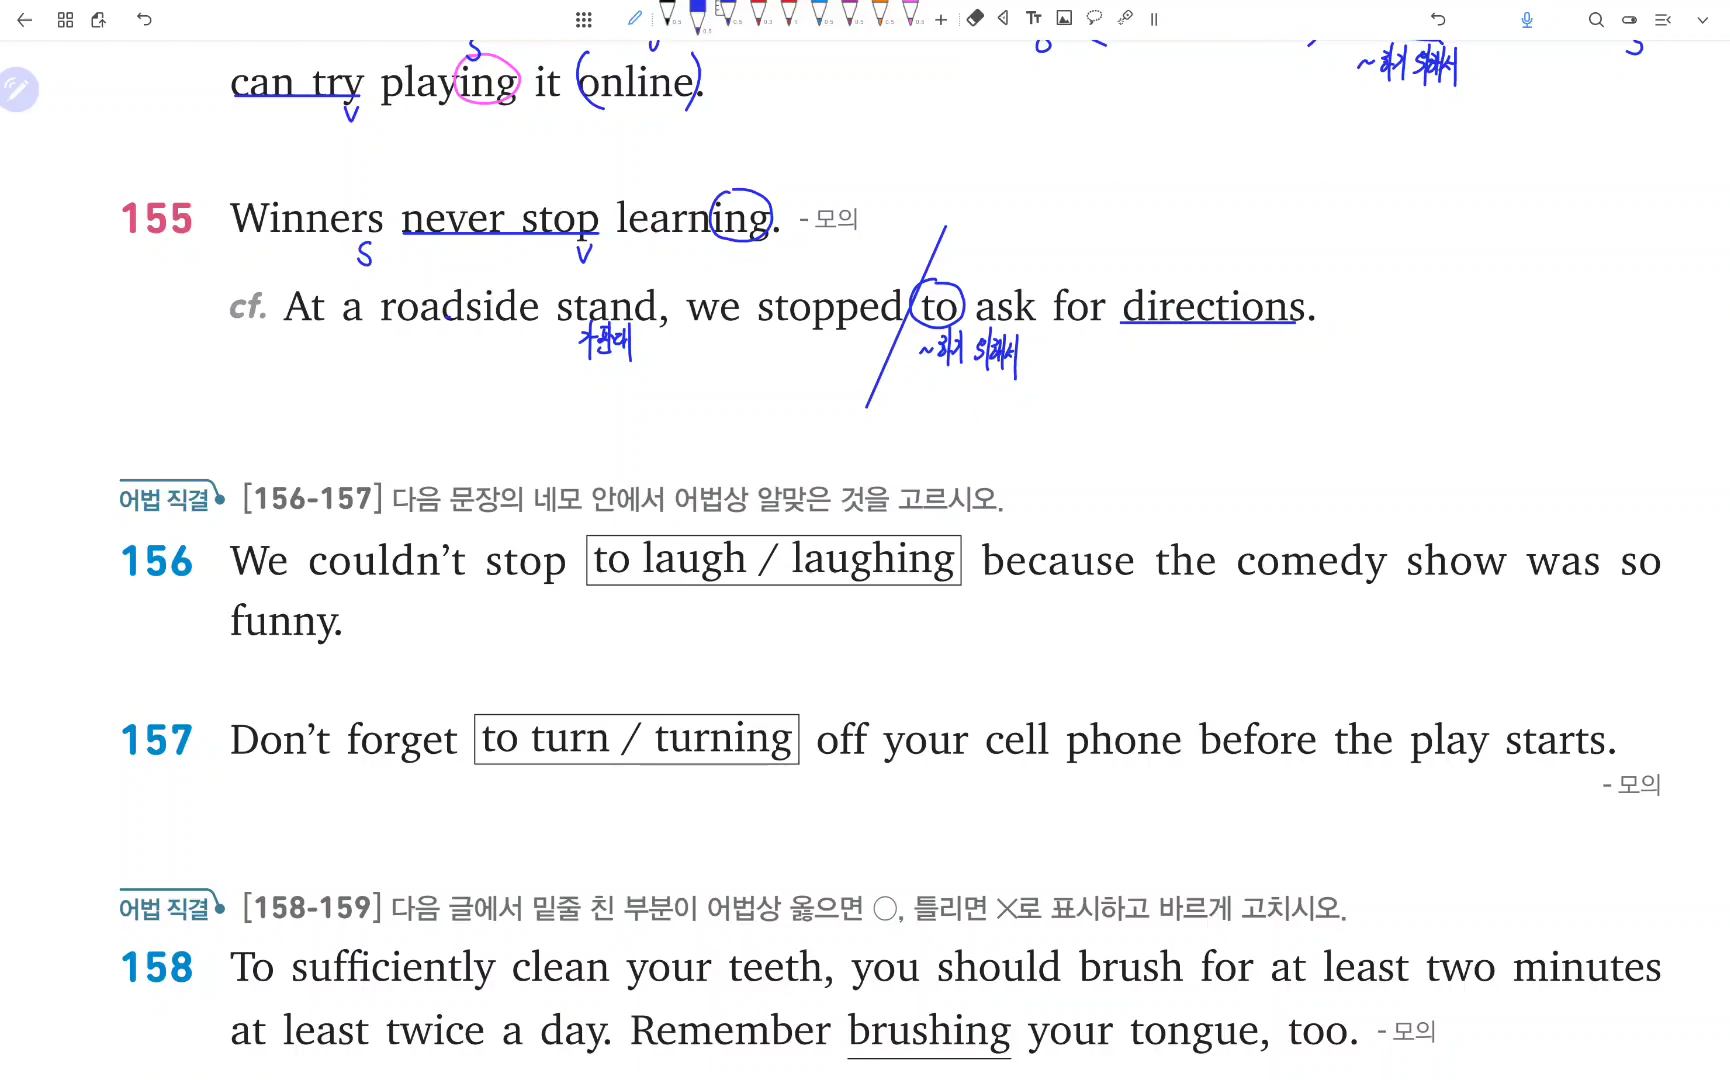 can try playing it (online).
V
~하기 위해서
S
155 Winners never stop learning. - 모의
S V
cf. At a roadside stand, we stopped to ask for directions.
가판대 ~하기 위해서
어법 직결 [156-157] 다음 문장의 네모 안에서 어법상 알맞은 것을 고르시오.
156 We couldn’t stop to laugh / laughing because the comedy show was so
funny.
157 Don’t forget to turn / turning off your cell phone before the play starts.
- 모의
어법 직결 [158-159] 다음 글에서 밑줄 친 부분이 어법상 옳으면 ○, 틀리면 ×로 표시하고 바르게 고치시오.
158 To sufficiently clean your teeth, you should brush for at least two minutes
at least twice a day. Remember brushing your tongue, too. - 모의